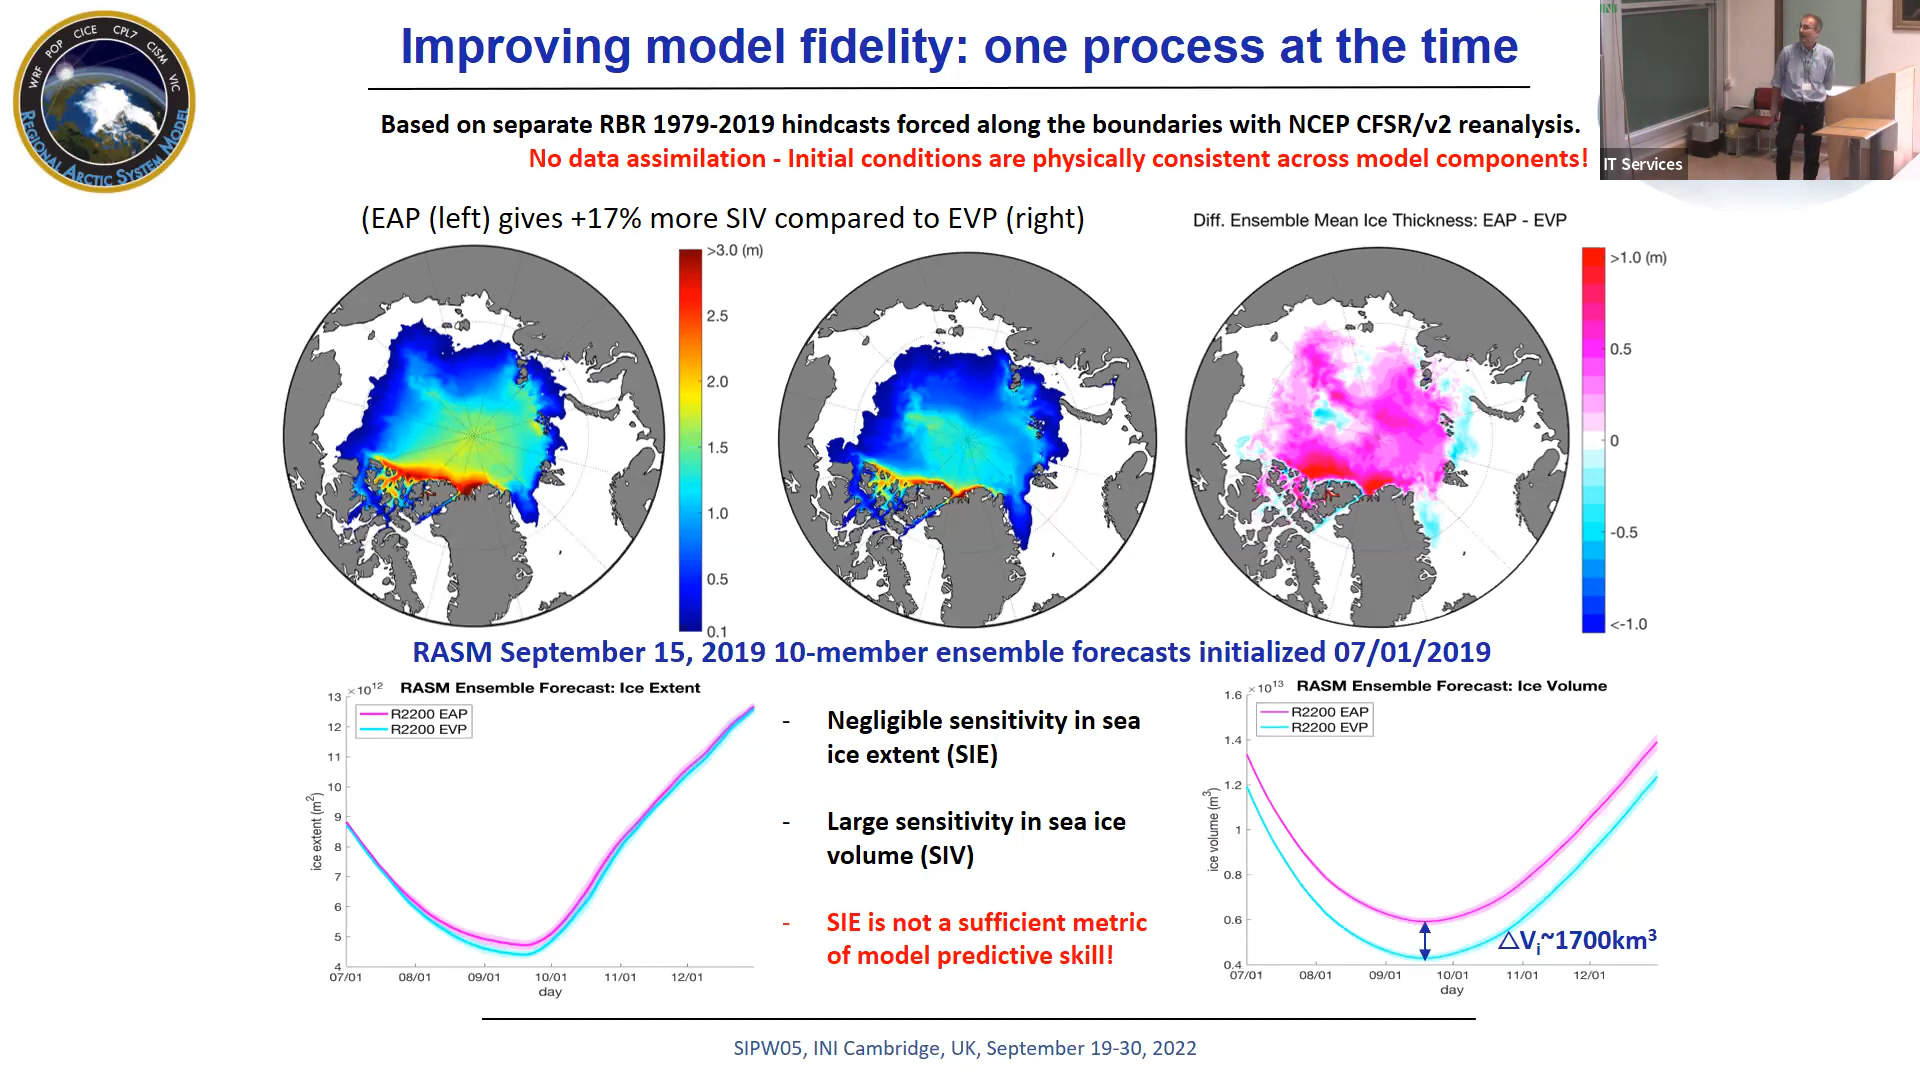 Improving model fidelity: one process at the time
WRF POP CICE CPL7 CISM VIC
REGIONAL ARCTIC SYSTEM MODEL
Based on separate RBR 1979-2019 hindcasts forced along the boundaries with NCEP CFSR/v2 reanalysis.
No data assimilation - Initial conditions are physically consistent across model components!
IT Services
(EAP (left) gives +17% more SIV compared to EVP (right)
Diff. Ensemble Mean Ice Thickness: EAP - EVP
>3.0 (m)
2.5
2.0
1.5
1.0
0.5
0.1
>1.0 (m)
0.5
0
-0.5
<-1.0
RASM September 15, 2019 10-member ensemble forecasts initialized 07/01/2019
RASM Ensemble Forecast: Ice Extent
×10¹²
R2200 EAP
R2200 EVP
13
12
11
10
9
8
7
6
5
4
ice extent (m²)
07/01 08/01 09/01 10/01 11/01 12/01
day
- Negligible sensitivity in sea
ice extent (SIE)
- Large sensitivity in sea ice
volume (SIV)
- SIE is not a sufficient metric
of model predictive skill!
RASM Ensemble Forecast: Ice Volume
×10¹³
R2200 EAP
R2200 EVP
1.6
1.4
1.2
1
0.8
0.6
0.4
ice volume (m³)
△Vᵢ~1700km³
07/01 08/01 09/01 10/01 11/01 12/01
day
SIPW05, INI Cambridge, UK, September 19-30, 2022